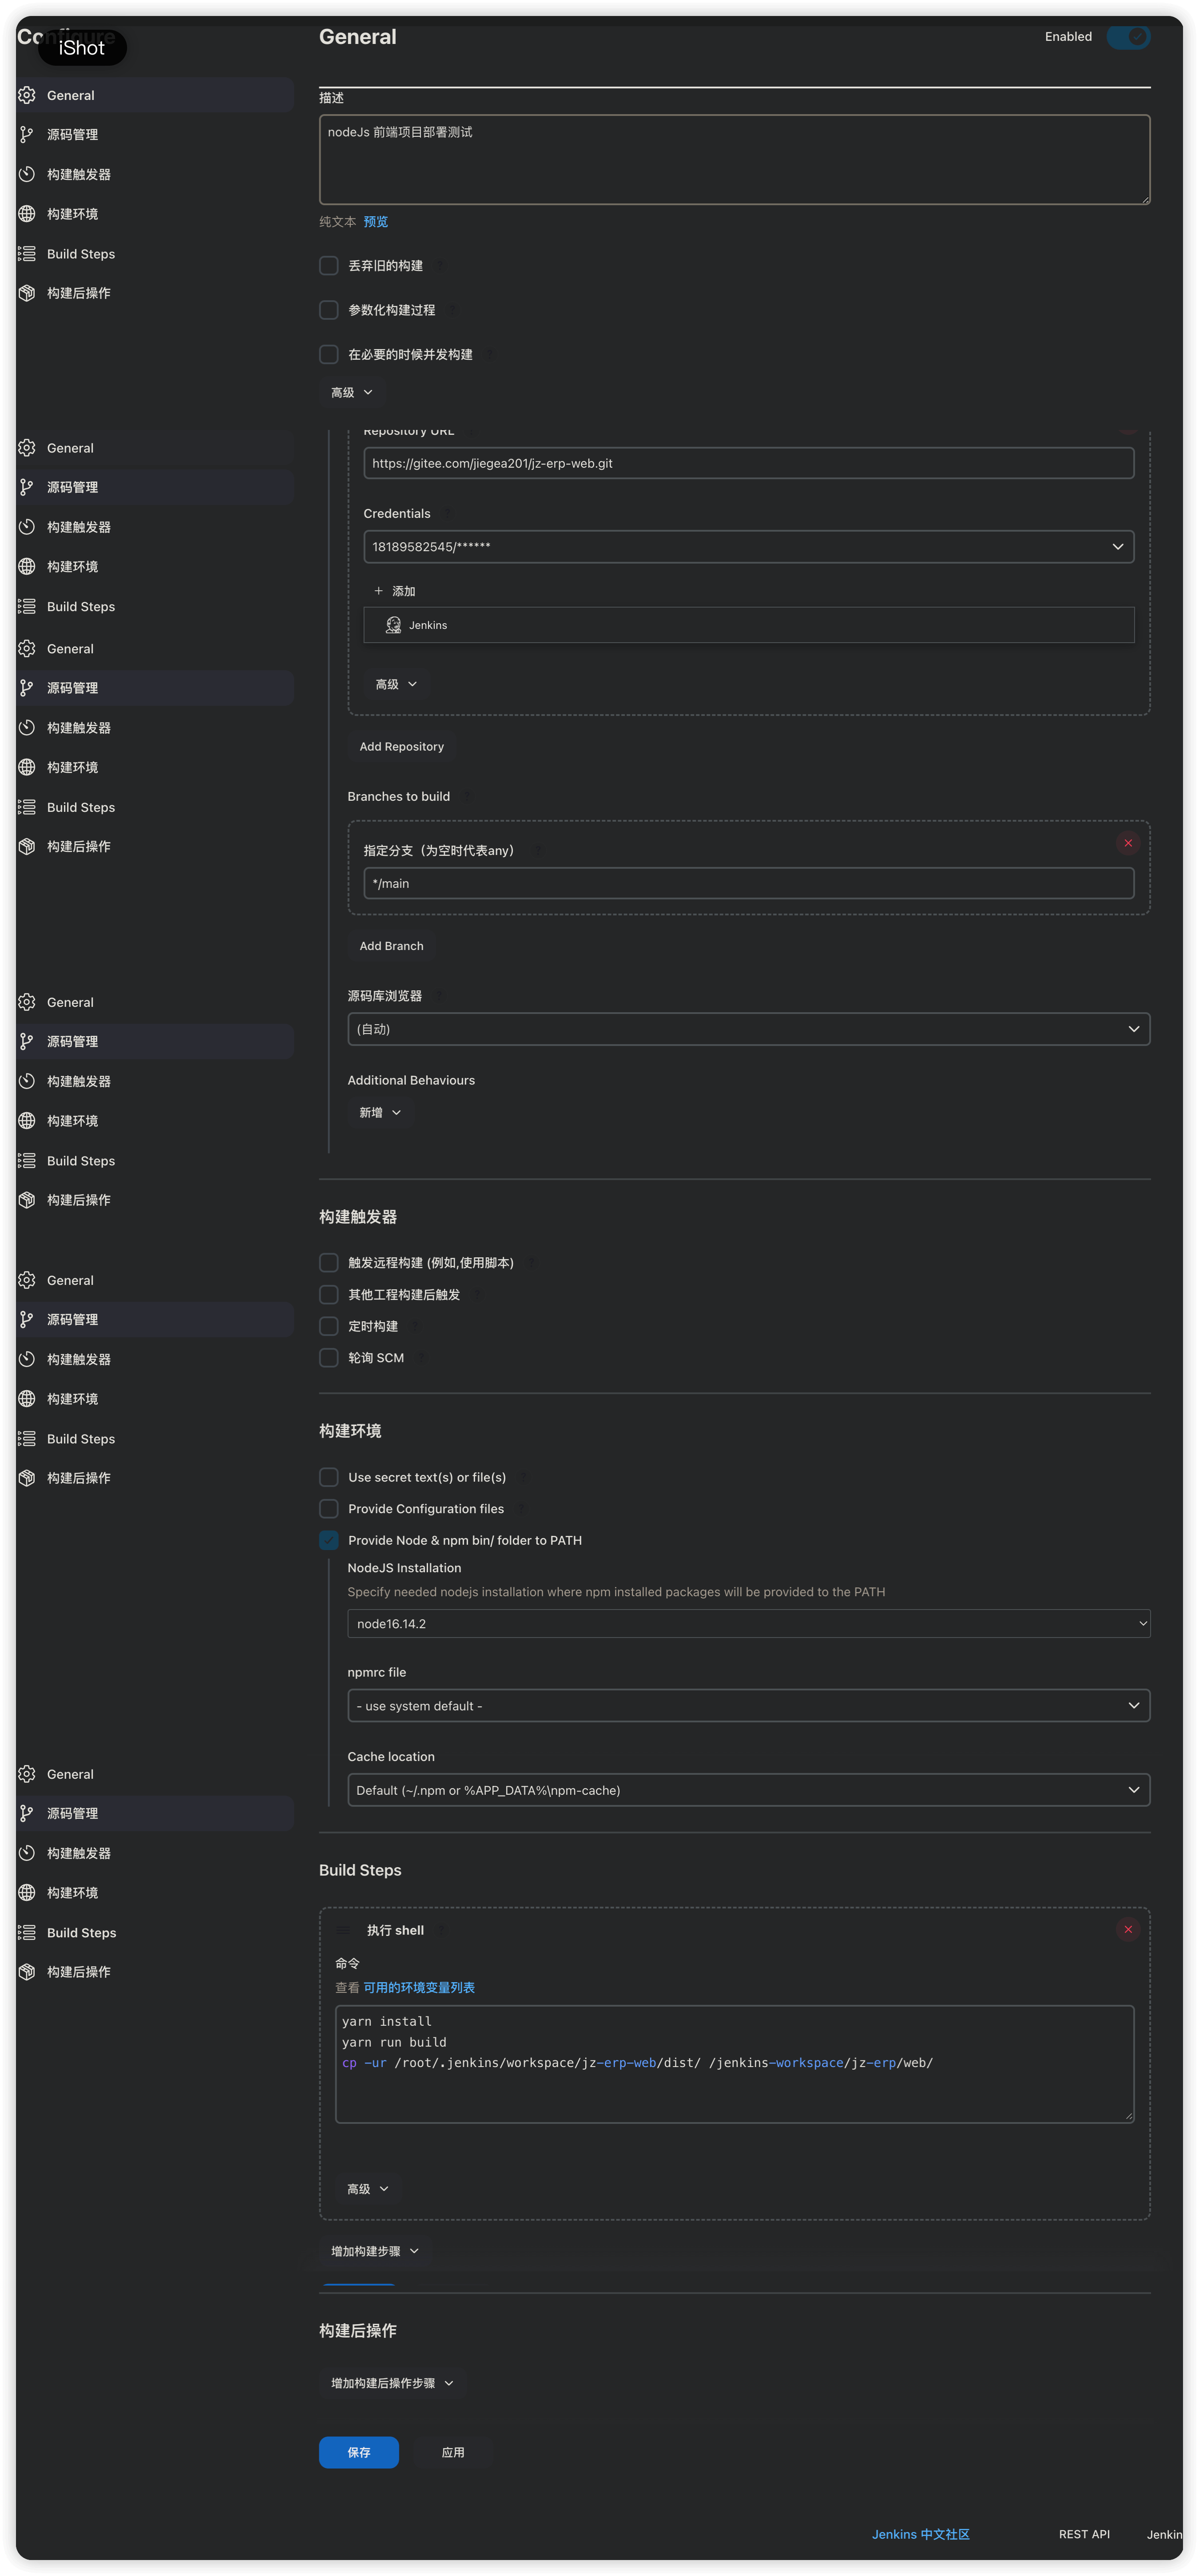 Configure
iShot
General
Enabled
General
源码管理
构建触发器
构建环境
Build Steps
构建后操作
描述
nodeJs 前端项目部署测试
纯文本 预览
丢弃旧的构建
参数化构建过程
在必要的时候并发构建
高级
General
源码管理
构建触发器
构建环境
Build Steps
General
源码管理
构建触发器
构建环境
Build Steps
构建后操作
Repository URL
https://gitee.com/jiegea201/jz-erp-web.git
Credentials
18189582545/******
+ 添加
Jenkins
高级
Add Repository
Branches to build
指定分支（为空时代表any）
*/main
Add Branch
General
源码管理
构建触发器
构建环境
Build Steps
构建后操作
源码库浏览器
(自动)
Additional Behaviours
新增
构建触发器
触发远程构建 (例如,使用脚本)
其他工程构建后触发
定时构建
轮询 SCM
General
源码管理
构建触发器
构建环境
Build Steps
构建后操作
构建环境
Use secret text(s) or file(s)
Provide Configuration files
Provide Node & npm bin/ folder to PATH
NodeJS Installation
Specify needed nodejs installation where npm installed packages will be provided to the PATH
node16.14.2
npmrc file
- use system default -
Cache location
Default (~/.npm or %APP_DATA%\npm-cache)
General
源码管理
构建触发器
构建环境
Build Steps
构建后操作
Build Steps
执行 shell
命令
查看 可用的环境变量列表
yarn install
yarn run build
cp -ur /root/.jenkins/workspace/jz-erp-web/dist/ /jenkins-workspace/jz-erp/web/
高级
增加构建步骤
构建后操作
增加构建后操作步骤
保存
应用
Jenkins 中文社区
REST API
Jenkin